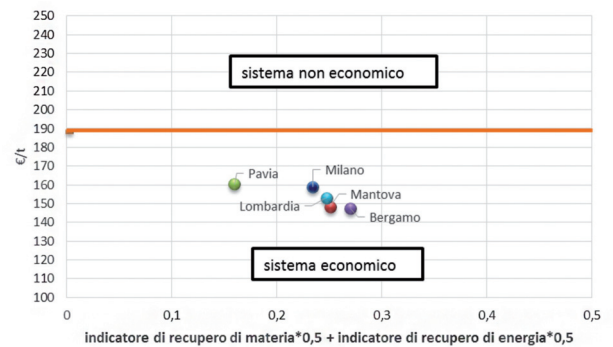 250
240
230
220
210
200
190
180
170
160
150
140
130
120
110
100
€/t
sistema non economico
Pavia
Milano
Lombardia
Mantova
Bergamo
sistema economico
0 0,1 0,2 0,3 0,4 0,5
indicatore di recupero di materia*0,5 + indicatore di recupero di energia*0,5